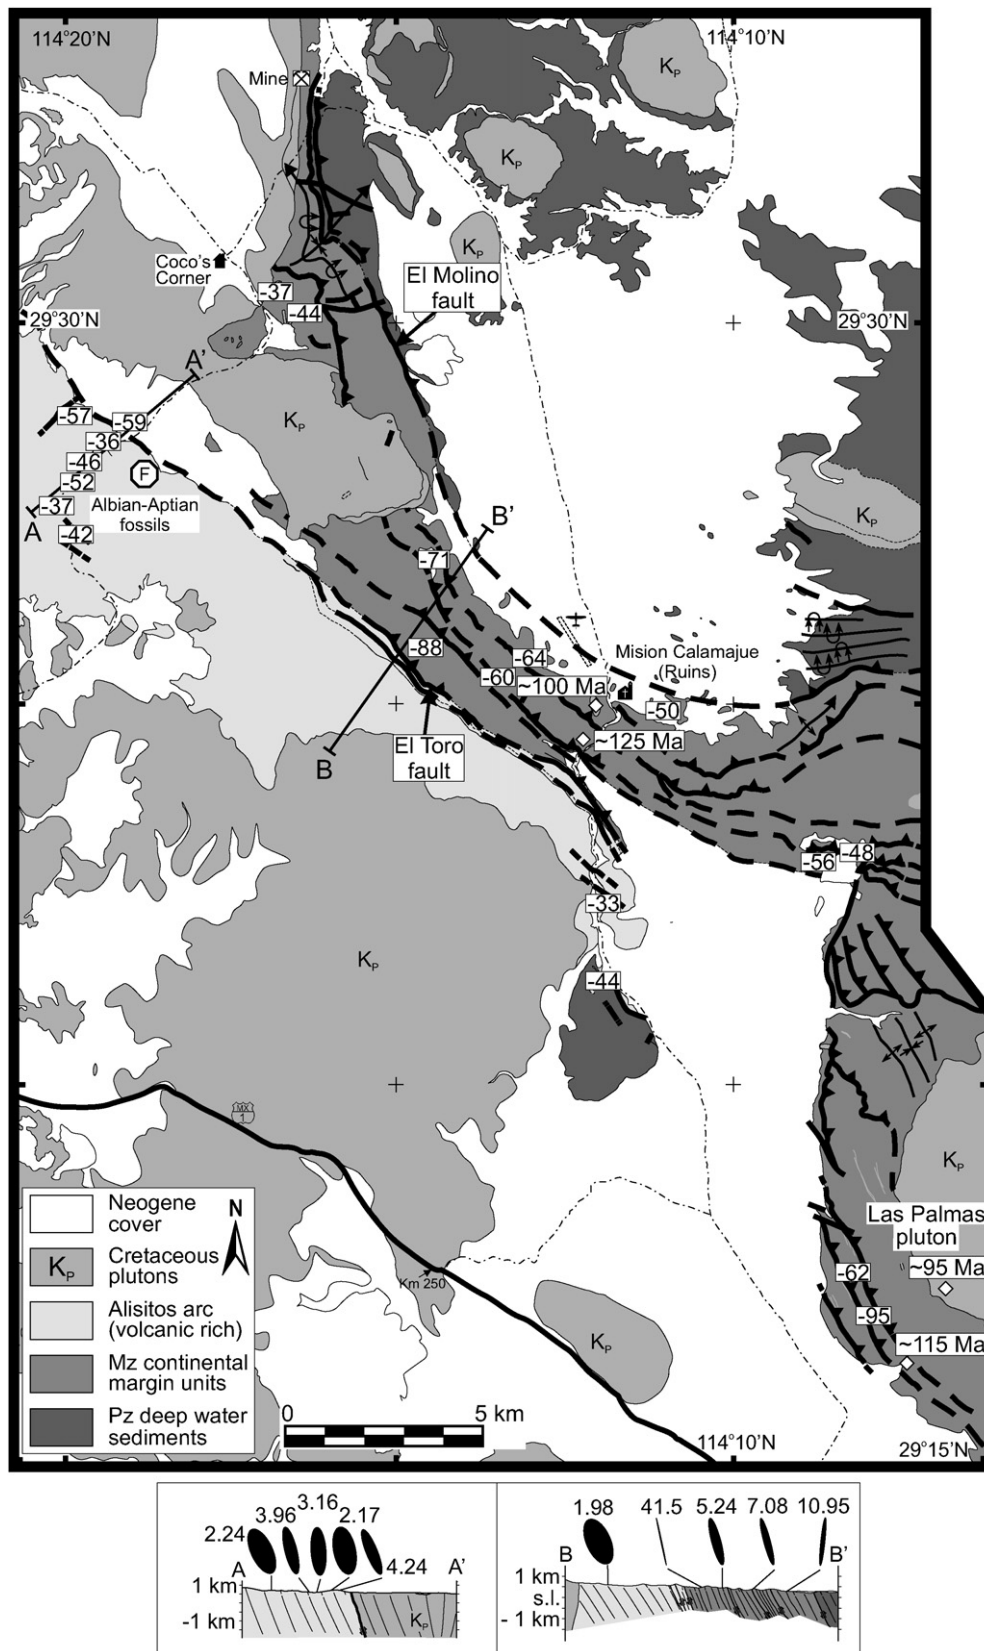 114°20'N
114°10'N
Mine
Kₚ
Kₚ
Kₚ
Coco's
Corner
El Molino
fault
-37
-44
29°30'N
29°30'N
A'
-57
-59
-36
-46
-52
-37
A
-42
F
Albian-Aptian
fossils
Kₚ
B'
Kₚ
-71
-88
-64
-60
Mision Calamajue
(Ruins)
~100 Ma
-50
~125 Ma
El Toro
fault
B
-56
-48
-33
Kₚ
-44
MX
1
Kₚ
Las Palmas
pluton
~95 Ma
-62
-95
~115 Ma
Km 250
Kₚ
Neogene
cover
N
Kₚ
Cretaceous
plutons
Alisitos arc
(volcanic rich)
Mz continental
margin units
Pz deep water
sediments
0
5 km
114°10'N
29°15'N
3.16
3.96
2.17
2.24
4.24
A
A'
1 km
-1 km
Kₚ
1.98
41.5
5.24
7.08
10.95
B
B'
1 km
s.l.
- 1 km